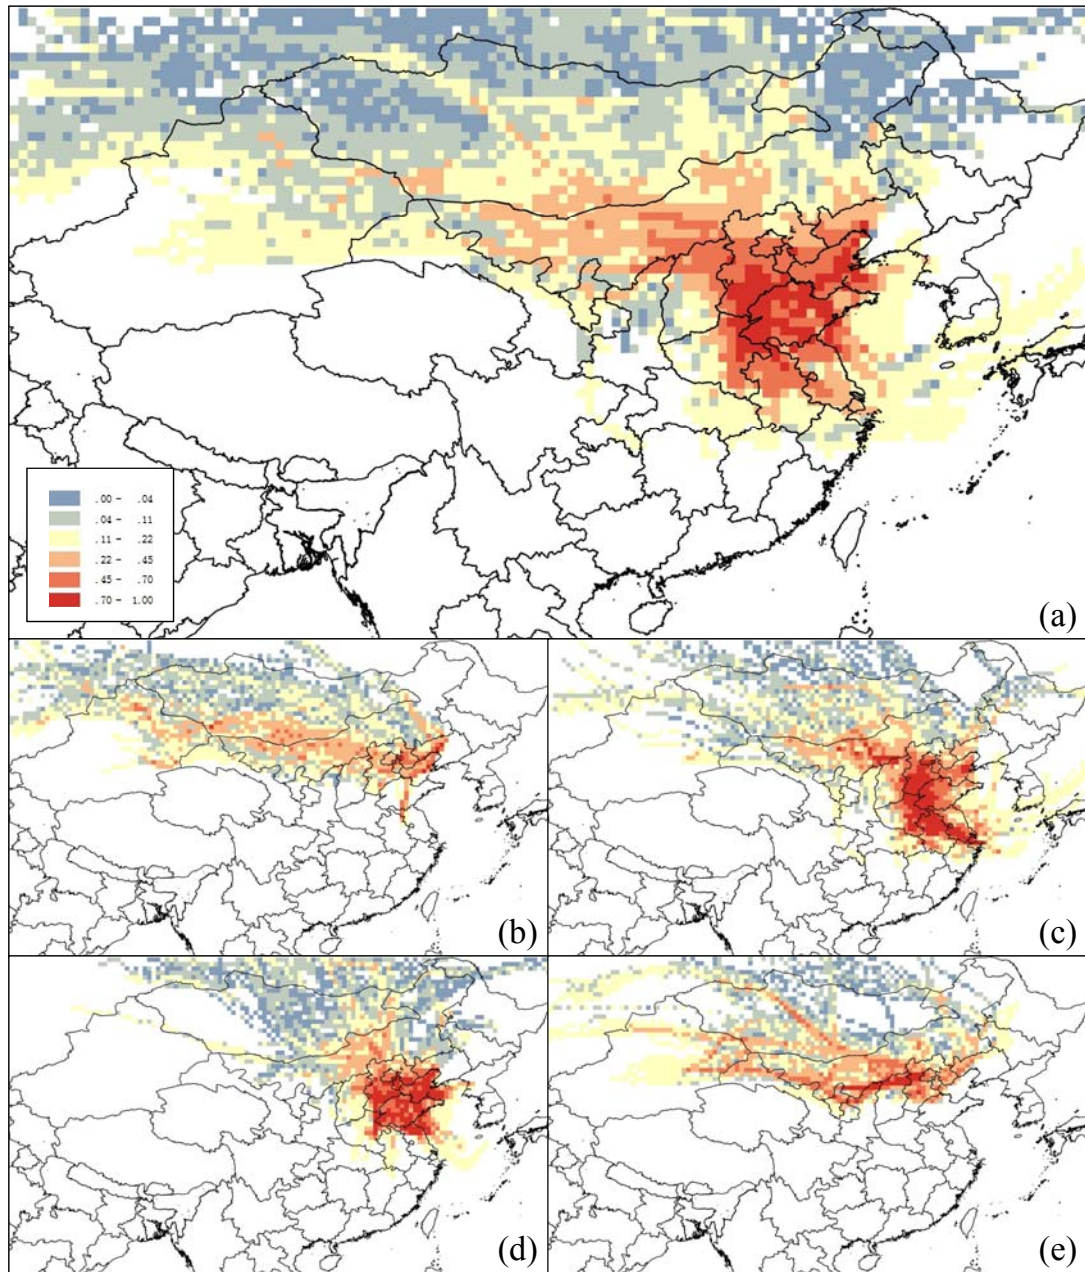 .00 - .04
.04 - .11
.11 - .22
.22 - .45
.45 - .70
.70 - 1.00
(a)
(b)
(c)
(d)
(e)